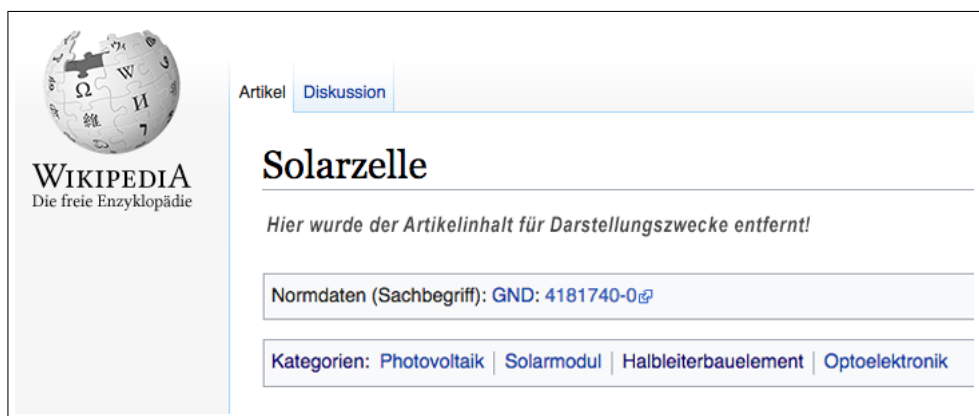 Artikel Diskussion
WIKIPEDIA
Die freie Enzyklopädie
Solarzelle
Hier wurde der Artikelinhalt für Darstellungszwecke entfernt!
Normdaten (Sachbegriff): GND: 4181740-0
Kategorien: Photovoltaik | Solarmodul | Halbleiterbauelement | Optoelektronik